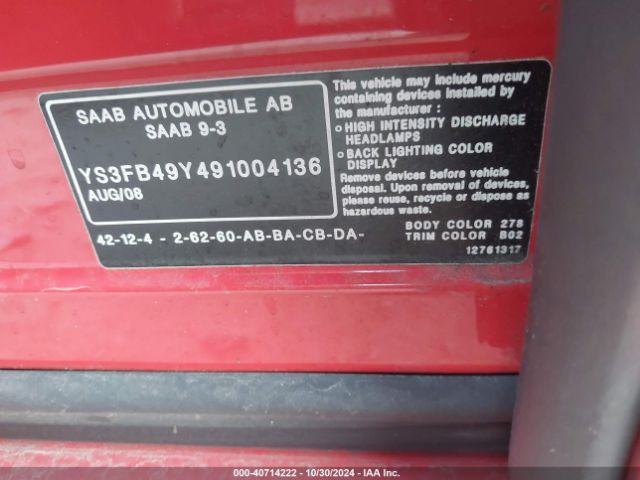 SAAB AUTOMOBILE AB
SAAB 9-3
YS3FB49Y491004136
AUG/08
This vehicle may include mercury
containing devices installed by
the manufacturer :
o HIGH INTENSITY DISCHARGE
HEADLAMPS
o BACK LIGHTING COLOR
DISPLAY
Remove devices before vehicle
disposal. Upon removal of devices,
please reuse, recycle or dispose as
hazardous waste.
42-12-4 - 2-62-60-AB-BA-CB-DA-
BODY COLOR 278
TRIM COLOR B02
12761317
000-40714222 - 10/30/2024 - IAA Inc.